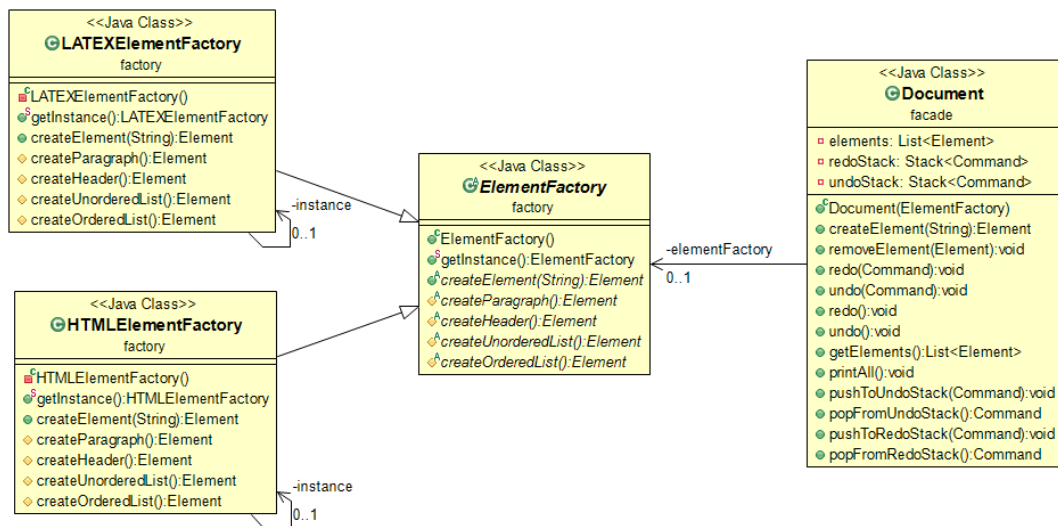 <<Java Class>>
LATEXElementFactory
factory
LATEXElementFactory()
getInstance():LATEXElementFactory
createElement(String):Element
createParagraph():Element
createHeader():Element
createUnorderedList():Element
createOrderedList():Element
-instance
0..1
<<Java Class>>
HTMLElementFactory
factory
HTMLElementFactory()
getInstance():HTMLElementFactory
createElement(String):Element
createParagraph():Element
createHeader():Element
createUnorderedList():Element
createOrderedList():Element
-instance
0..1
<<Java Class>>
ElementFactory
factory
ElementFactory()
getInstance():ElementFactory
createElement(String):Element
createParagraph():Element
createHeader():Element
createUnorderedList():Element
createOrderedList():Element
-elementFactory
0..1
<<Java Class>>
Document
facade
elements: List<Element>
redoStack: Stack<Command>
undoStack: Stack<Command>
Document(ElementFactory)
createElement(String):Element
removeElement(Element):void
redo(Command):void
undo(Command):void
redo():void
undo():void
getElements():List<Element>
printAll():void
pushToUndoStack(Command):void
popFromUndoStack():Command
pushToRedoStack(Command):void
popFromRedoStack():Command